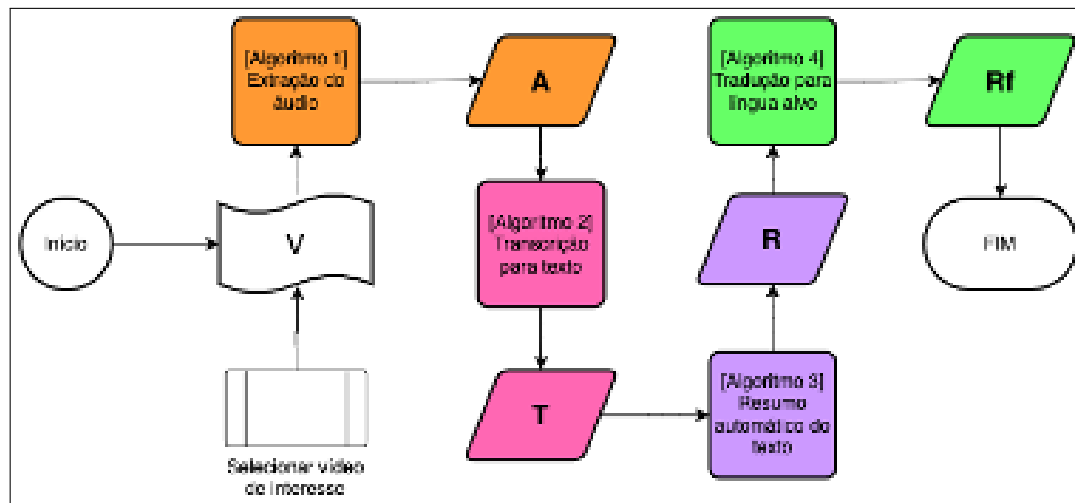 Início
V
Selecionar vídeo
de interesse
[Algoritmo 1]
Extração do
áudio
A
[Algoritmo 2]
Transcrição
para texto
T
[Algoritmo 3]
Resumo
automático do
texto
R
[Algoritmo 4]
Tradução para
língua alvo
Rf
FIM